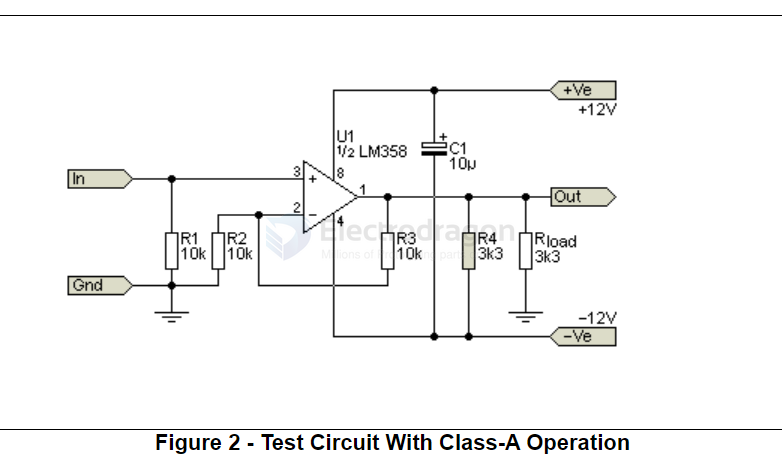 +Ve
+12V
U1
½ LM358
+
C1
10µ
In
3
+
8
1
Out
2
−
4
R1
10k
R2
10k
R3
10k
R4
3k3
Rload
3k3
Electrodragon
Gnd
−12V
−Ve
Figure 2 - Test Circuit With Class-A Operation